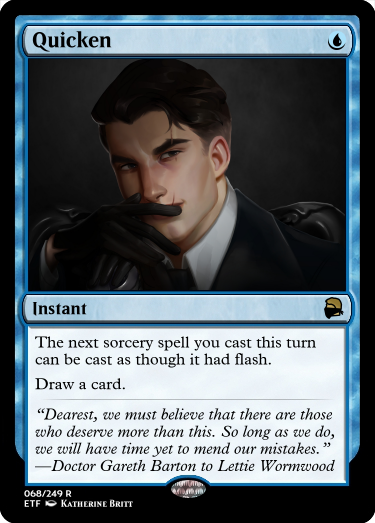 Quicken
Instant
The next sorcery spell you cast this turn
can be cast as though it had flash.
Draw a card.
“Dearest, we must believe that there are those
who deserve more than this. So long as we do,
we will have time yet to mend our mistakes.”
—Doctor Gareth Barton to Lettie Wormwood
068/249 R
ETF Katherine Britt